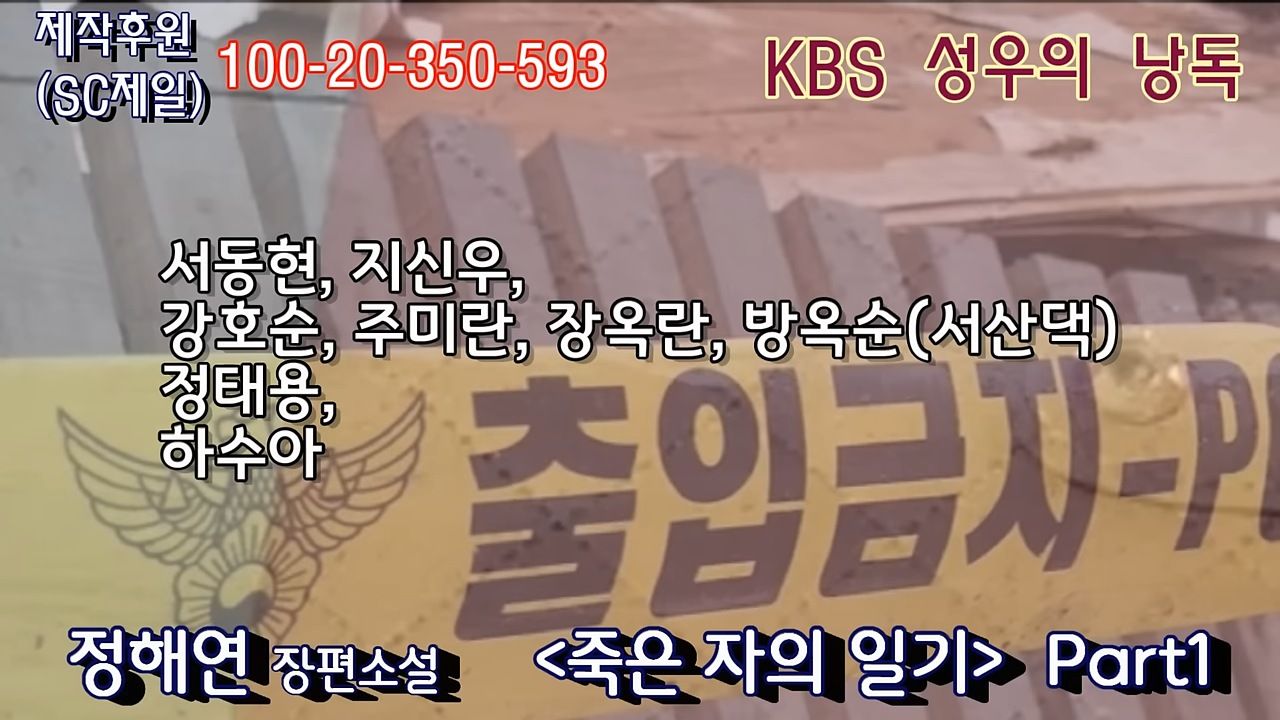 제작후원
(SC제일)
100-20-350-593
KBS 성우의 낭독
서동현, 지신우,
강호순, 주미란, 장옥란, 방옥순(서산댁)
정태용,
하수아
출입금지-P
정해연 장편소설 <죽은 자의 일기> Part1